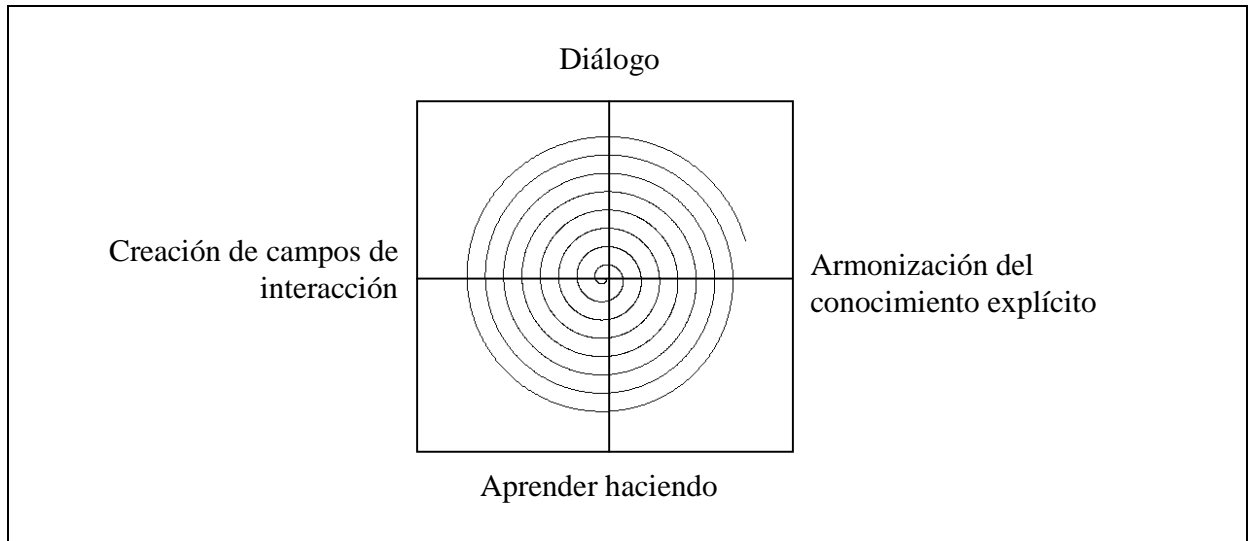 Diálogo
Creación de campos de
interacción
Armonización del
conocimiento explícito
Aprender haciendo